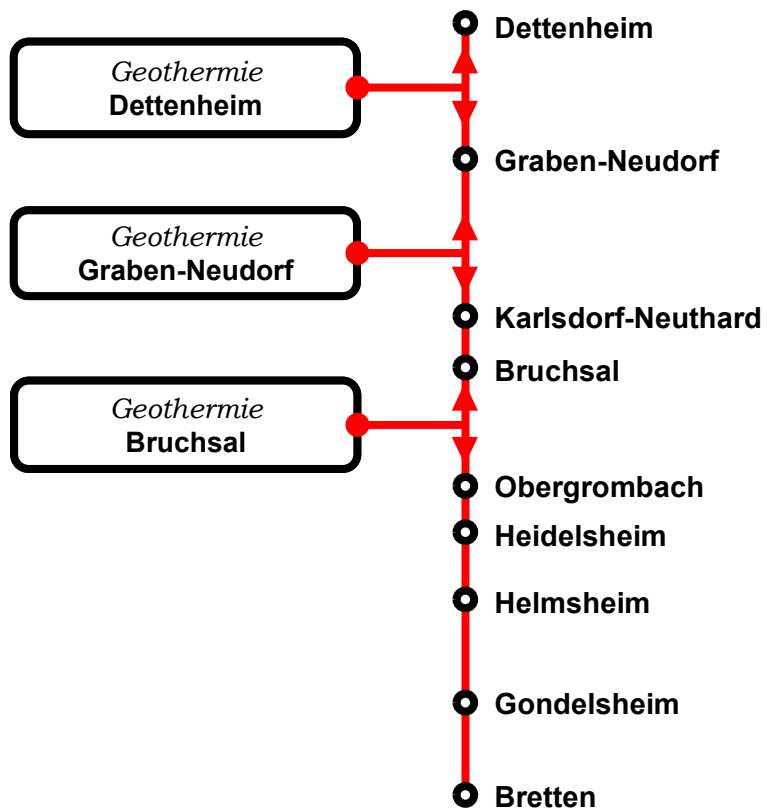 Dettenheim
Geothermie
Dettenheim
Graben-Neudorf
Geothermie
Graben-Neudorf
Karlsdorf-Neuthard
Bruchsal
Geothermie
Bruchsal
Obergrombach
Heidelsheim
Helmsheim
Gondelsheim
Bretten